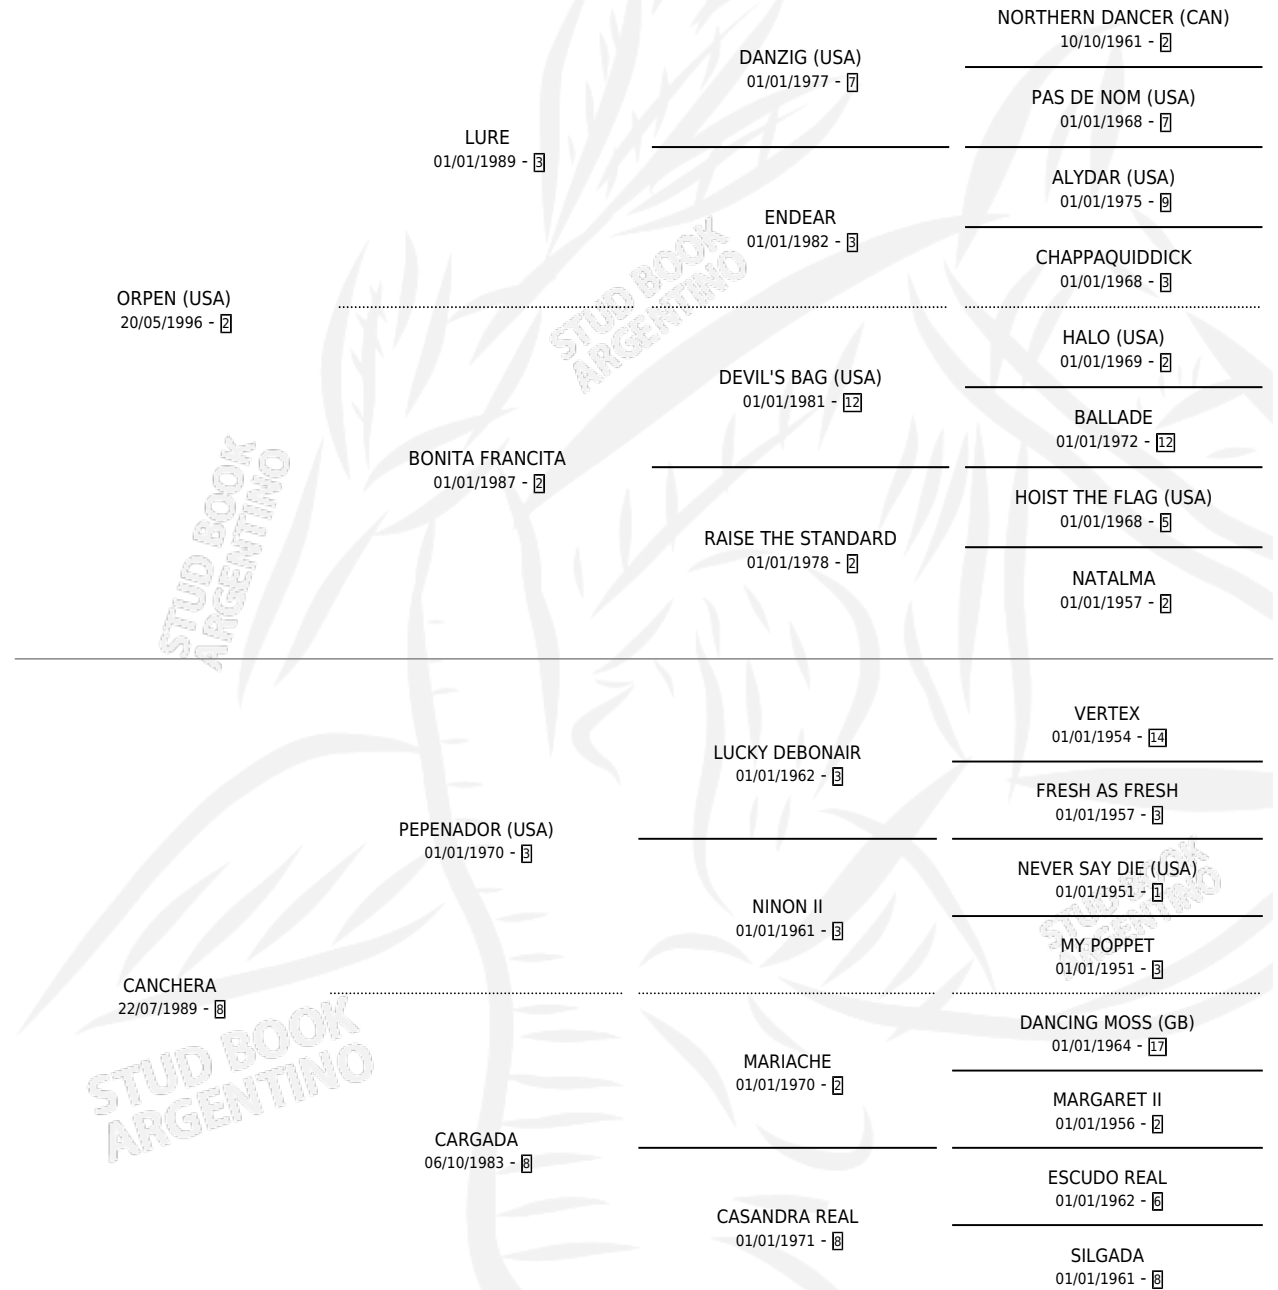 NORTHERN DANCER (CAN)
10/10/1961 - 2
DANZIG (USA)
01/01/1977 - 7
PAS DE NOM (USA)
01/01/1968 - 7
LURE
01/01/1989 - 3
ALYDAR (USA)
01/01/1975 - 9
ENDEAR
01/01/1982 - 3
CHAPPAQUIDDICK
01/01/1968 - 3
ORPEN (USA)
20/05/1996 - 2
HALO (USA)
01/01/1969 - 2
DEVIL'S BAG (USA)
01/01/1981 - 12
BALLADE
01/01/1972 - 12
BONITA FRANCITA
01/01/1987 - 2
HOIST THE FLAG (USA)
01/01/1968 - 5
RAISE THE STANDARD
01/01/1978 - 2
NATALMA
01/01/1957 - 2
VERTEX
01/01/1954 - 14
LUCKY DEBONAIR
01/01/1962 - 3
FRESH AS FRESH
01/01/1957 - 3
PEPENADOR (USA)
01/01/1970 - 3
NEVER SAY DIE (USA)
01/01/1951 - 1
NINON II
01/01/1961 - 3
MY POPPET
01/01/1951 - 3
CANCHERA
22/07/1989 - 8
DANCING MOSS (GB)
01/01/1964 - 17
MARIACHE
01/01/1970 - 2
MARGARET II
01/01/1956 - 2
CARGADA
06/10/1983 - 8
ESCUDO REAL
01/01/1962 - 6
CASANDRA REAL
01/01/1971 - 8
SILGADA
01/01/1961 - 8
STUD BOOK
ARGENTINO
STUD BOOK
ARGENTINO
STUD BOOK
ARGENTINO
STUD BOOK
ARGENTINO